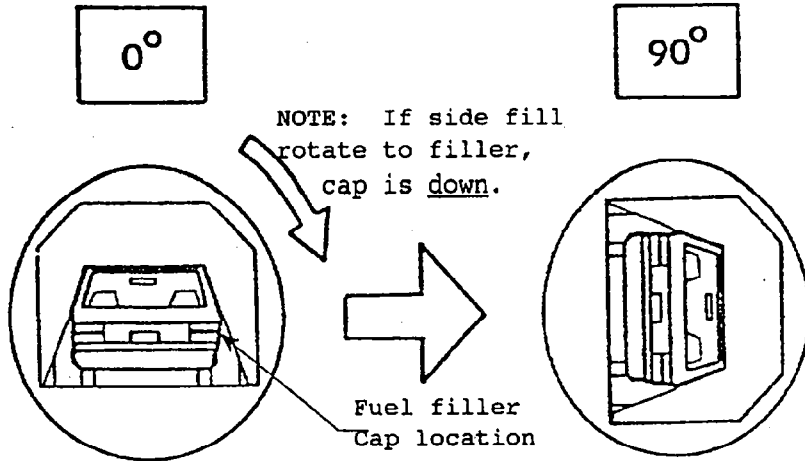 0°
90°
NOTE: If side fill
rotate to filler,
cap is down.
Fuel filler
Cap location